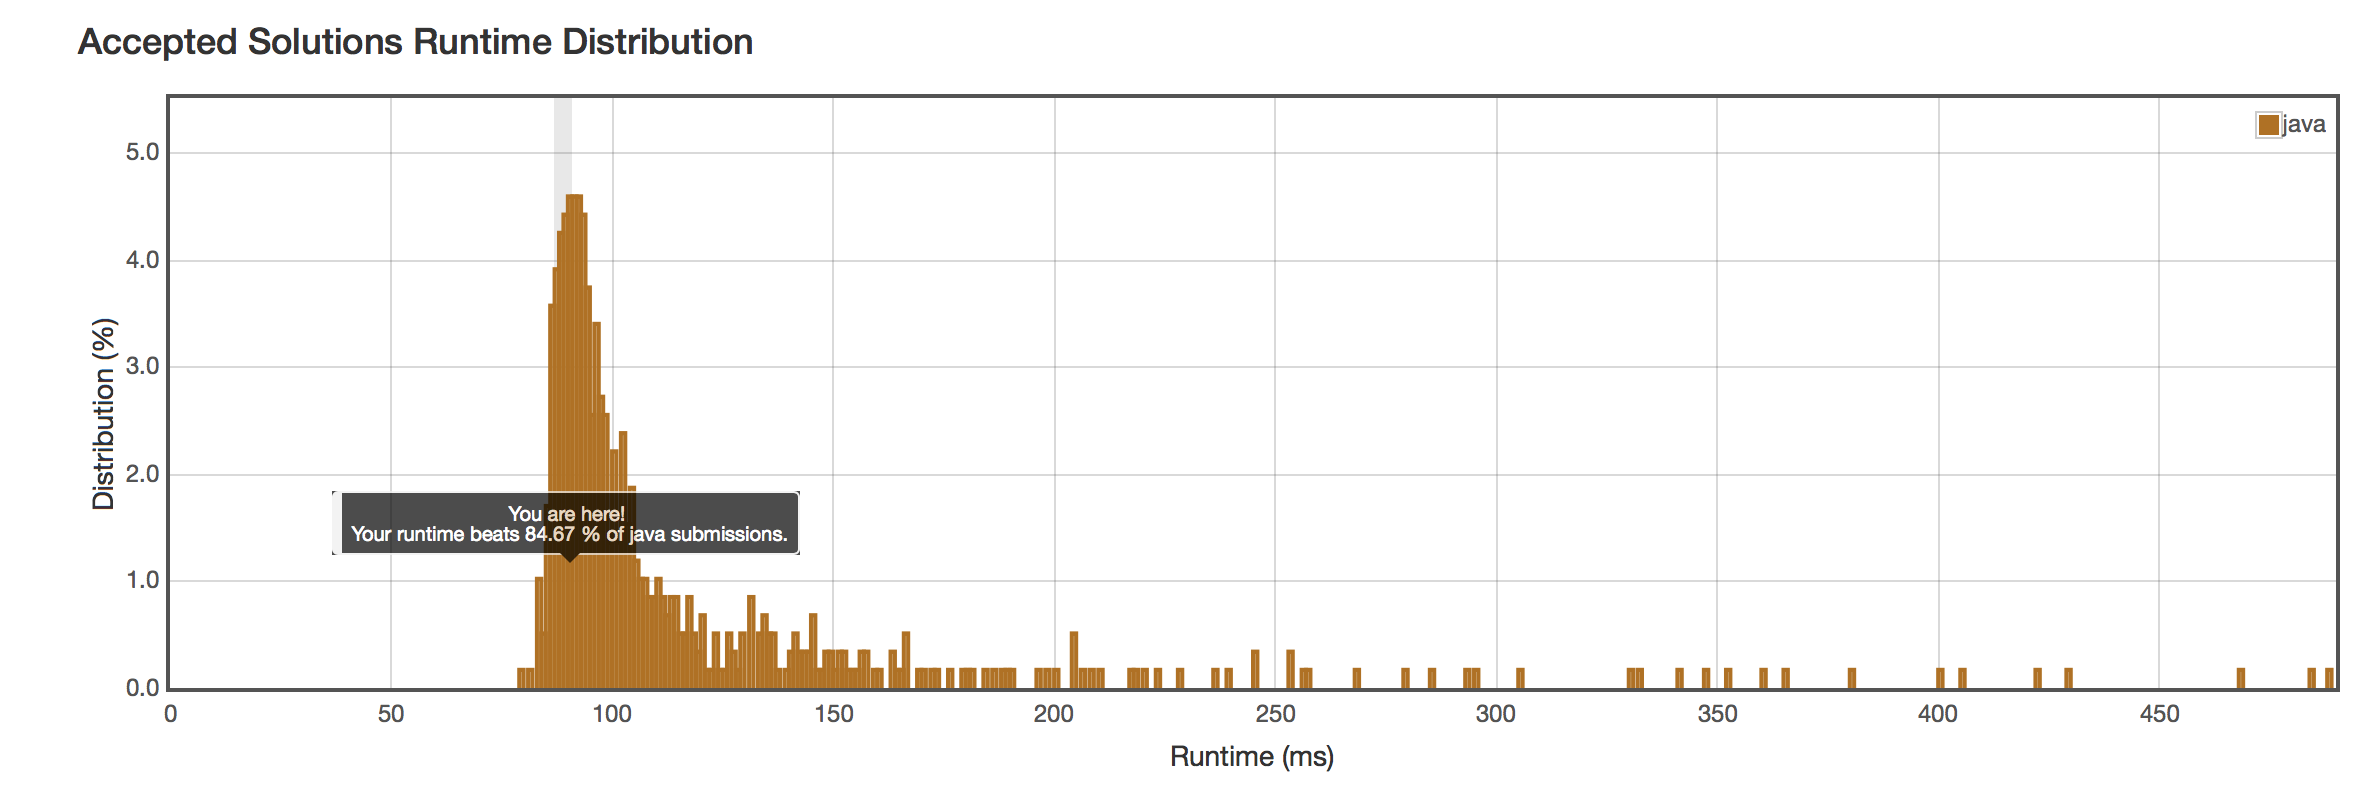 Accepted Solutions Runtime Distribution
java
5.0
4.0
3.0
2.0
1.0
0.0
Distribution (%)
You are here!
Your runtime beats 84.67 % of java submissions.
0 50 100 150 200 250 300 350 400 450
Runtime (ms)